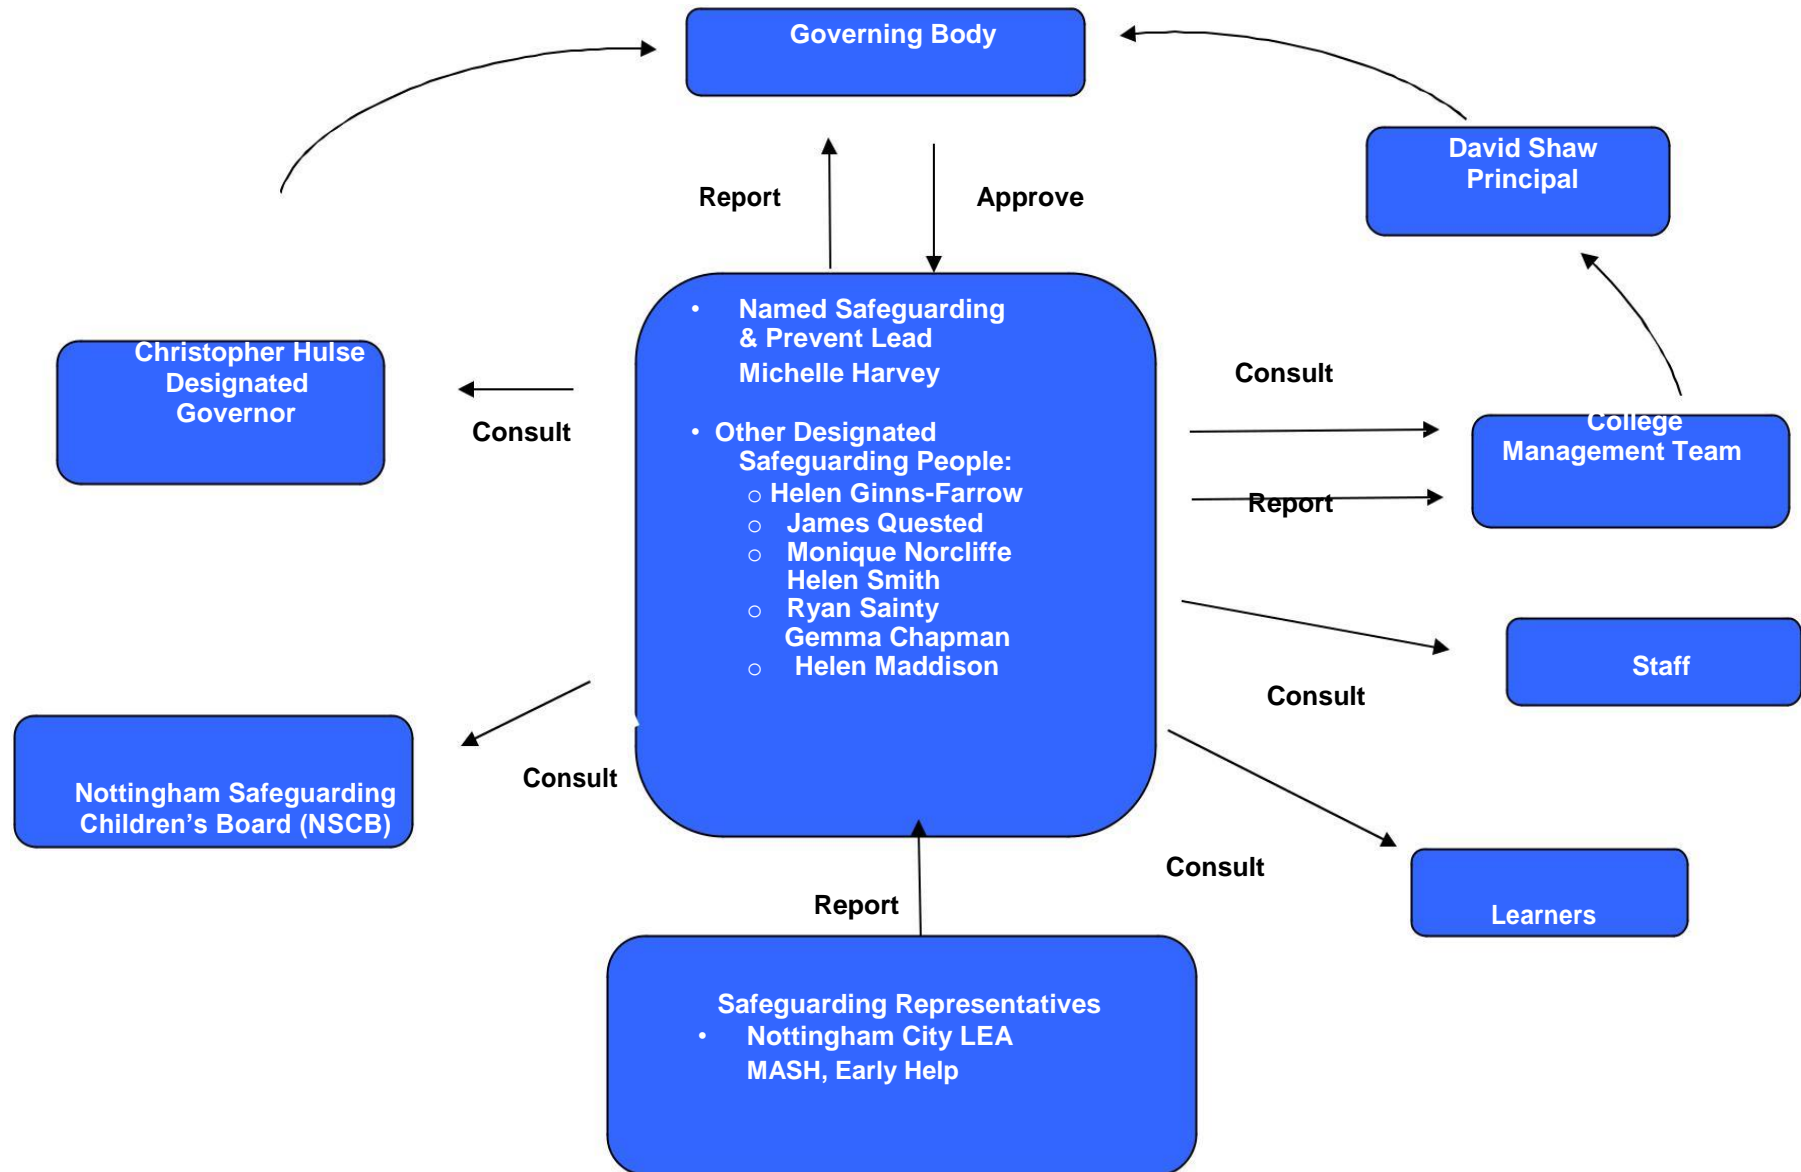 Governing Body
David Shaw
Principal
Report
Approve
• Named Safeguarding
& Prevent Lead
Michelle Harvey
• Other Designated
Safeguarding People:
o Helen Ginns-Farrow
o James Quested
o Monique Norcliffe
Helen Smith
o Ryan Sainty
Gemma Chapman
o Helen Maddison
Christopher Hulse
Designated
Governor
Consult
Consult
College
Management Team
Report
Staff
Consult
Nottingham Safeguarding
Children’s Board (NSCB)
Consult
Consult
Learners
Report
Safeguarding Representatives
• Nottingham City LEA
MASH, Early Help